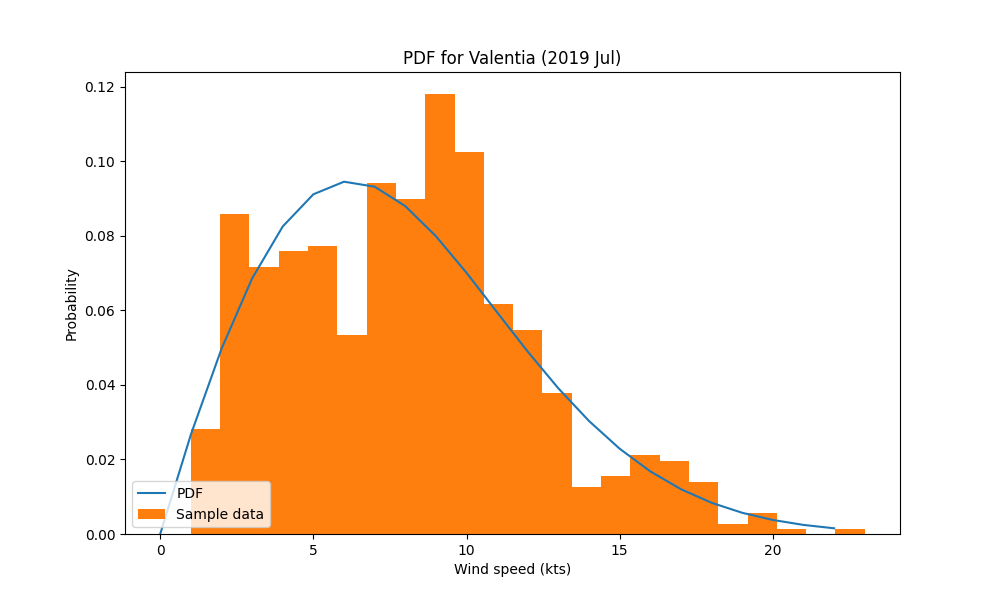 PDF for Valentia (2019 Jul)
0.12
0.10
0.08
0.06
0.04
0.02
0.00
Probability
PDF
Sample data
0
5
10
15
20
Wind speed (kts)